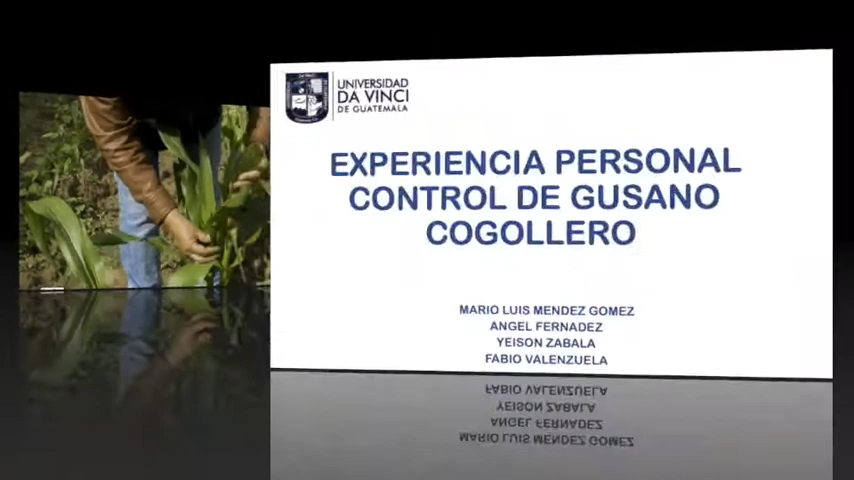 UNIVERSIDAD
DA VINCI
DE GUATEMALA
EXPERIENCIA PERSONAL
CONTROL DE GUSANO
COGOLLERO
MARIO LUIS MENDEZ GOMEZ
ANGEL FERNADEZ
YEISON ZABALA
FABIO VALENZUELA